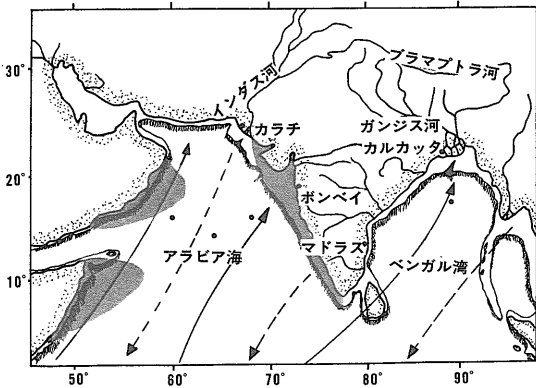 30°
20°
10°
50°
60°
70°
80°
90°
インダス河
ブラマプトラ河
カラチ
ガンジス河
カルカッタ
ボンベイ
マドラス
アラビア海
ベンガル湾